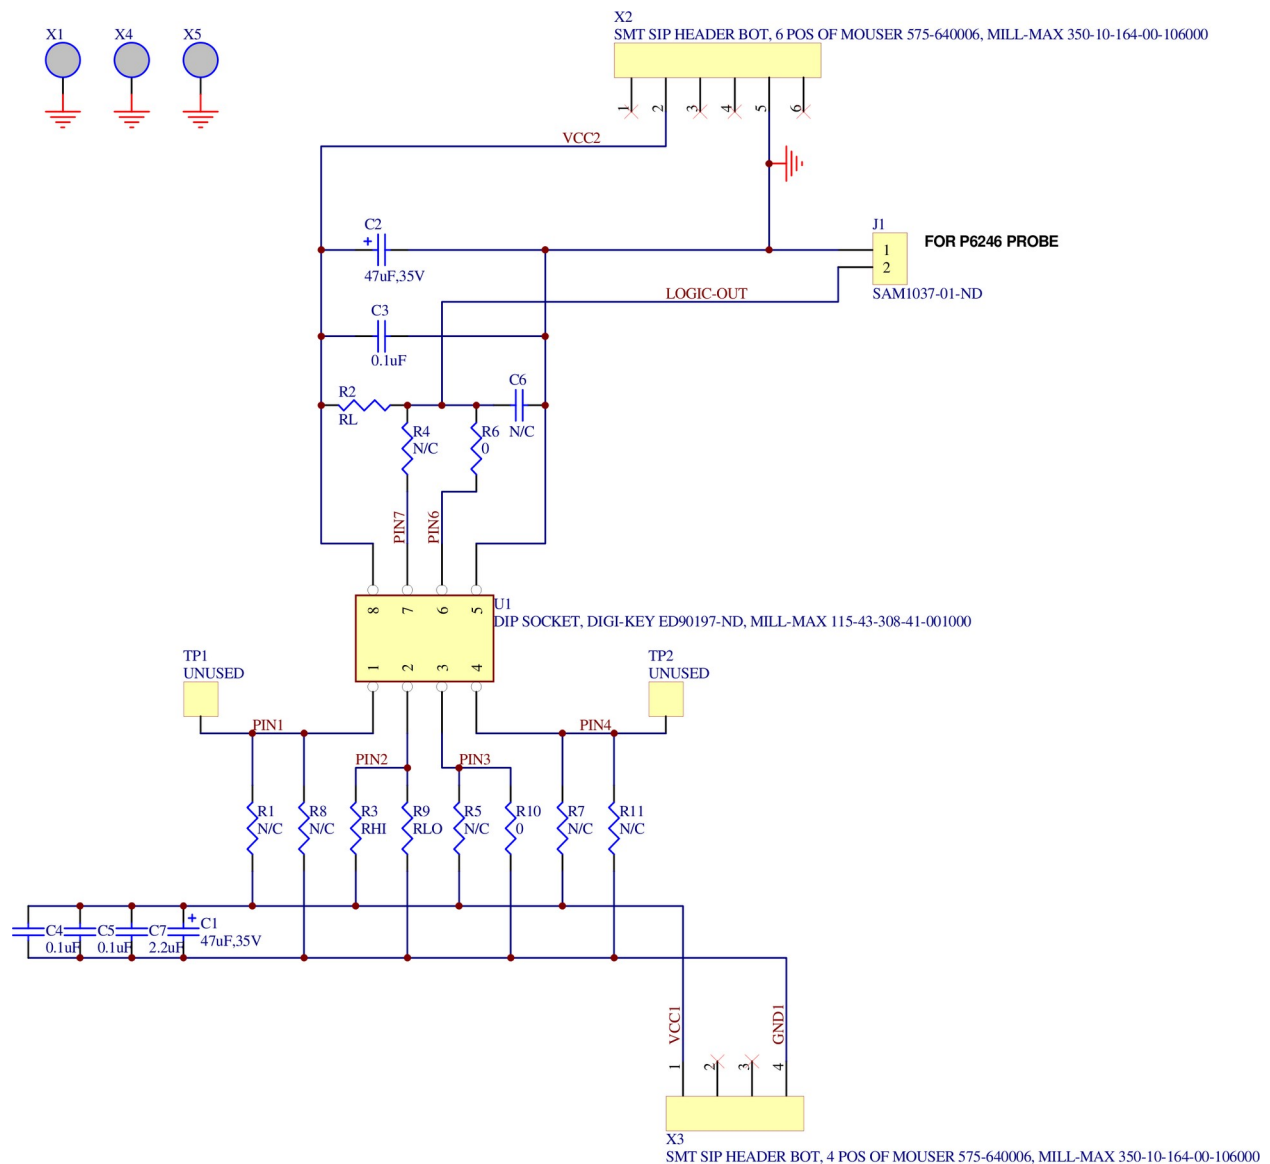 X1
X4
X5
X2
SMT SIP HEADER BOT, 6 POS OF MOUSER 575-640006, MILL-MAX 350-10-164-00-106000
1
2
3
4
5
6
VCC2
C2
+
47uF,35V
J1
1
2
FOR P6246 PROBE
SAM1037-01-ND
LOGIC-OUT
C3
0.1uF
R2
RL
C6
N/C
R4
N/C
R6
0
PIN7
PIN6
8
7
6
5
U1
DIP SOCKET, DIGI-KEY ED90197-ND, MILL-MAX 115-43-308-41-001000
1
2
3
4
TP1
UNUSED
TP2
UNUSED
PIN1
PIN4
PIN2
PIN3
R1
N/C
R8
N/C
R3
RHI
R9
RLO
R5
N/C
R10
0
R7
N/C
R11
N/C
C4
0.1uF
C5
0.1uF
C7
2.2uF
+
C1
47uF,35V
VCC1
GND1
1
2
3
4
X3
SMT SIP HEADER BOT, 4 POS OF MOUSER 575-640006, MILL-MAX 350-10-164-00-106000